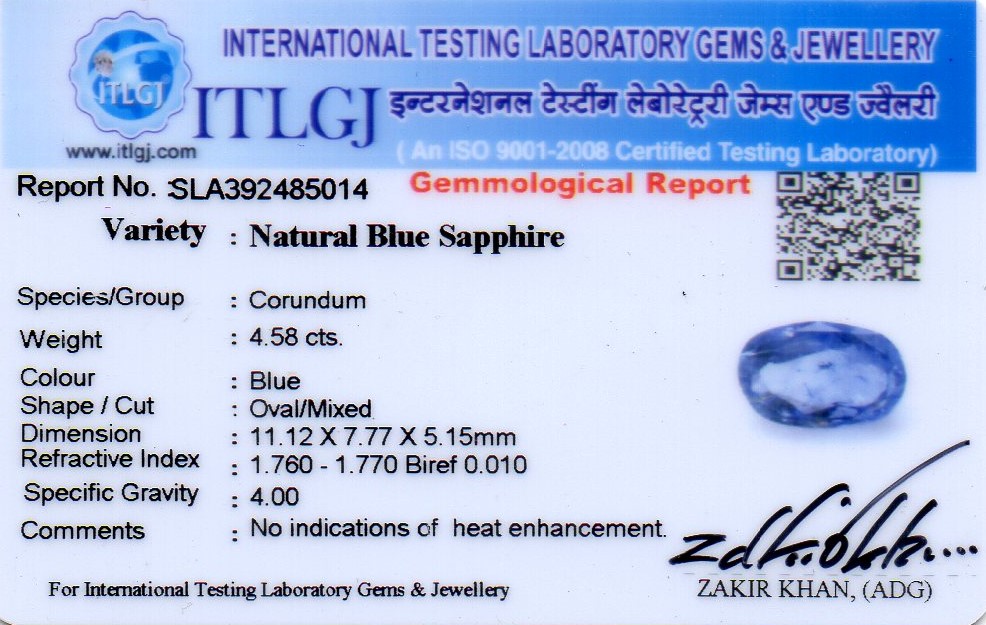 INTERNATIONAL TESTING LABORATORY GEMS & JEWELLERY
ITLGJ
ITLGJ इन्टरनेशनल टेस्टींग लेबोरेट्ररी जेम्स एण्ड ज्वैलरी
www.itlgj.com
( An ISO 9001-2008 Certified Testing Laboratory)
Report No. :SLA392485014
Gemmological Report
Variety : Natural Blue Sapphire
Species/Group : Corundum
Weight : 4.58 cts.
Colour : Blue
Shape / Cut : Oval/Mixed
Dimension : 11.12 X 7.77 X 5.15mm
Refractive Index : 1.760 - 1.770 Biref 0.010
Specific Gravity : 4.00
Comments : No indications of heat enhancement.
For International Testing Laboratory Gems & Jewellery
ZAKIR KHAN, (ADG)